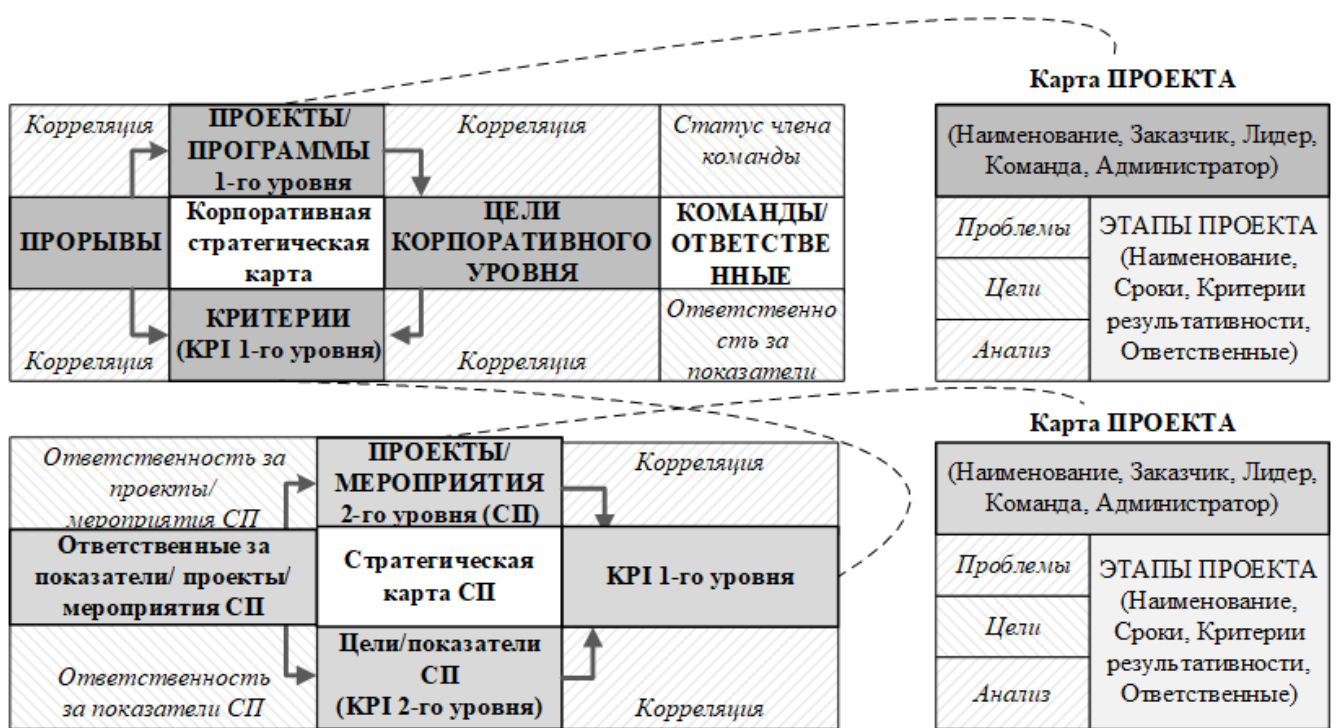 Карта ПРОЕКТА
Корреляция
ПРОЕКТЫ/
ПРОГРАММЫ
1-го уровня
Корреляция
Статус члена
команды
ПРОРЫВЫ
Корпоративная
стратегическая
карта
ЦЕЛИ
КОРПОРАТИВНОГО
УРОВНЯ
КОМАНДЫ/
ОТВЕТСТВЕ
ННЫЕ
Корреляция
КРИТЕРИИ
(KPI 1-го уровня)
Корреляция
Ответственно
сть за
показатели
(Наименование, Заказчик, Лидер,
Команда, Администратор)
Проблемы
Цели
Анализ
ЭТАПЫ ПРОЕКТА
(Наименование,
Сроки, Критерии
результативности,
Ответственные)
Карта ПРОЕКТА
Ответственность за
проекты/
мероприятия СП
ПРОЕКТЫ/
МЕРОПРИЯТИЯ
2-го уровня (СП)
Корреляция
Ответственные за
показатели/ проекты/
мероприятия СП
Стратегическая
карта СП
KPI 1-го уровня
Ответственность
за показатели СП
Цели/показатели
СП
(KPI 2-го уровня)
Корреляция
(Наименование, Заказчик, Лидер,
Команда, Администратор)
Проблемы
Цели
Анализ
ЭТАПЫ ПРОЕКТА
(Наименование,
Сроки, Критерии
результативности,
Ответственные)